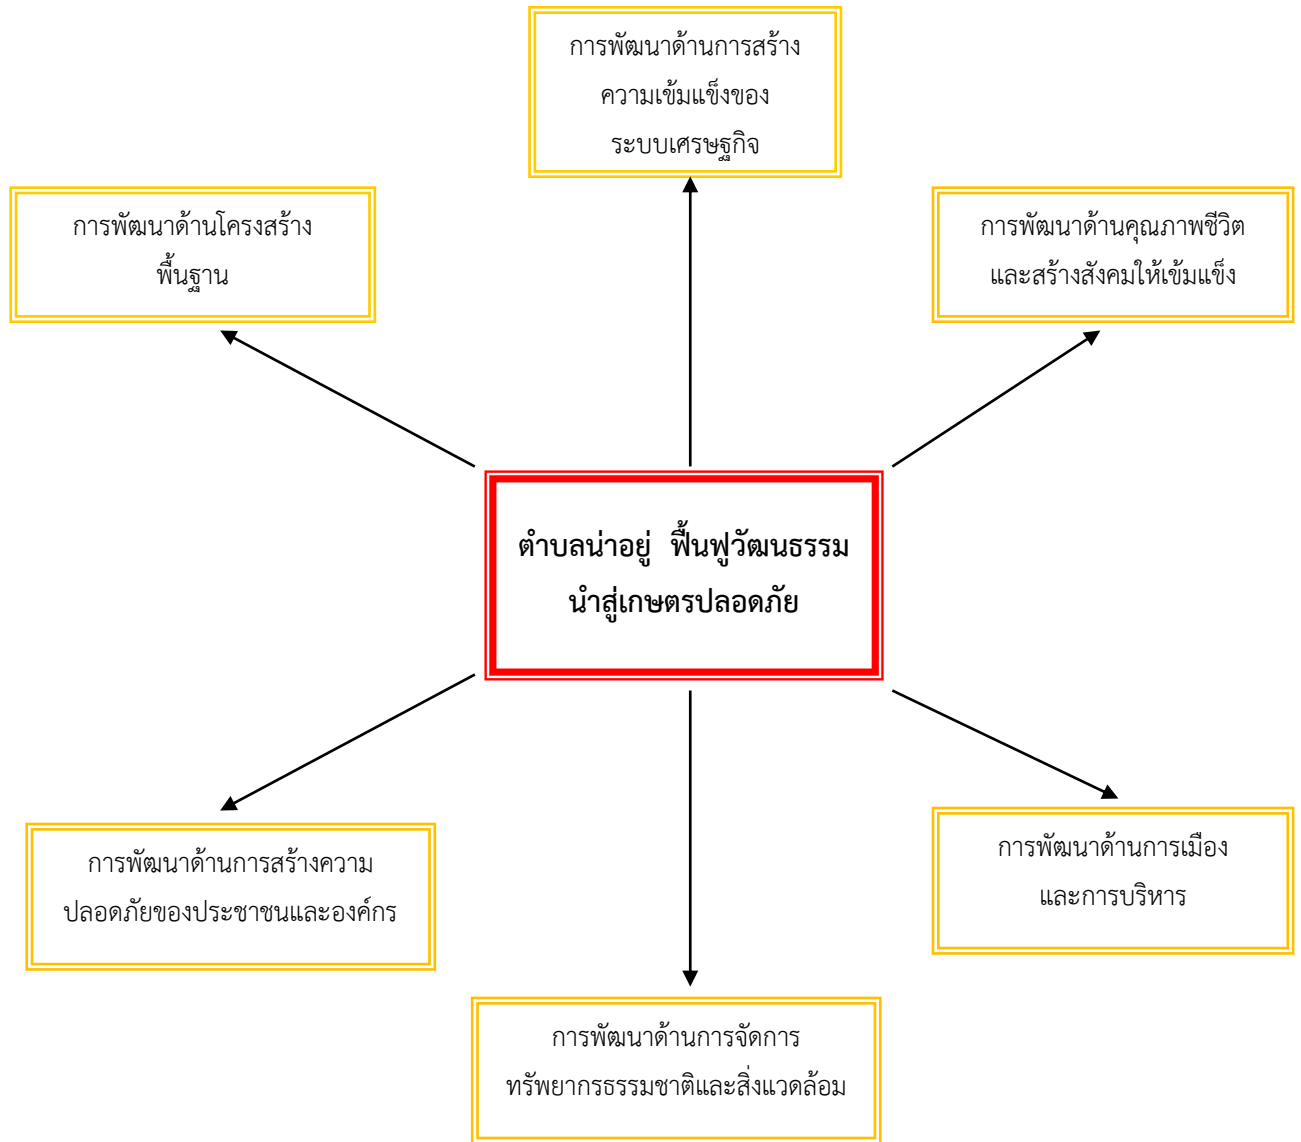 การพัฒนาด้านการสร้าง
ความเข้มแข็งของ
ระบบเศรษฐกิจ
การพัฒนาด้านโครงสร้าง
พื้นฐาน
การพัฒนาด้านคุณภาพชีวิต
และสร้างสังคมให้เข้มแข็ง
ตำบลน่าอยู่ ฟื้นฟูวัฒนธรรม
นำสู่เกษตรปลอดภัย
การพัฒนาด้านการสร้างความ
ปลอดภัยของประชาชนและองค์กร
การพัฒนาด้านการเมือง
และการบริหาร
การพัฒนาด้านการจัดการ
ทรัพยากรธรรมชาติและสิ่งแวดล้อม